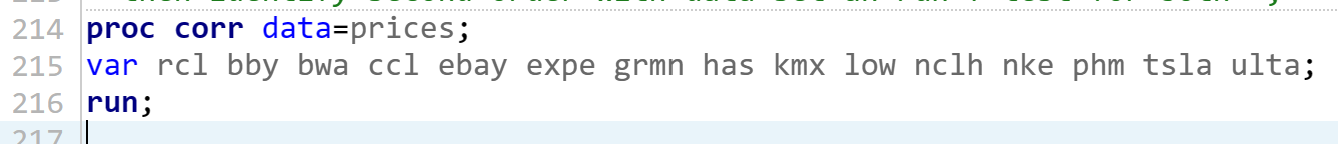 214 proc corr data=prices;
215 var rcl bby bwa ccl ebay expe grmn has kmx low nclh nke phm tsla ulta;
216 run;
217